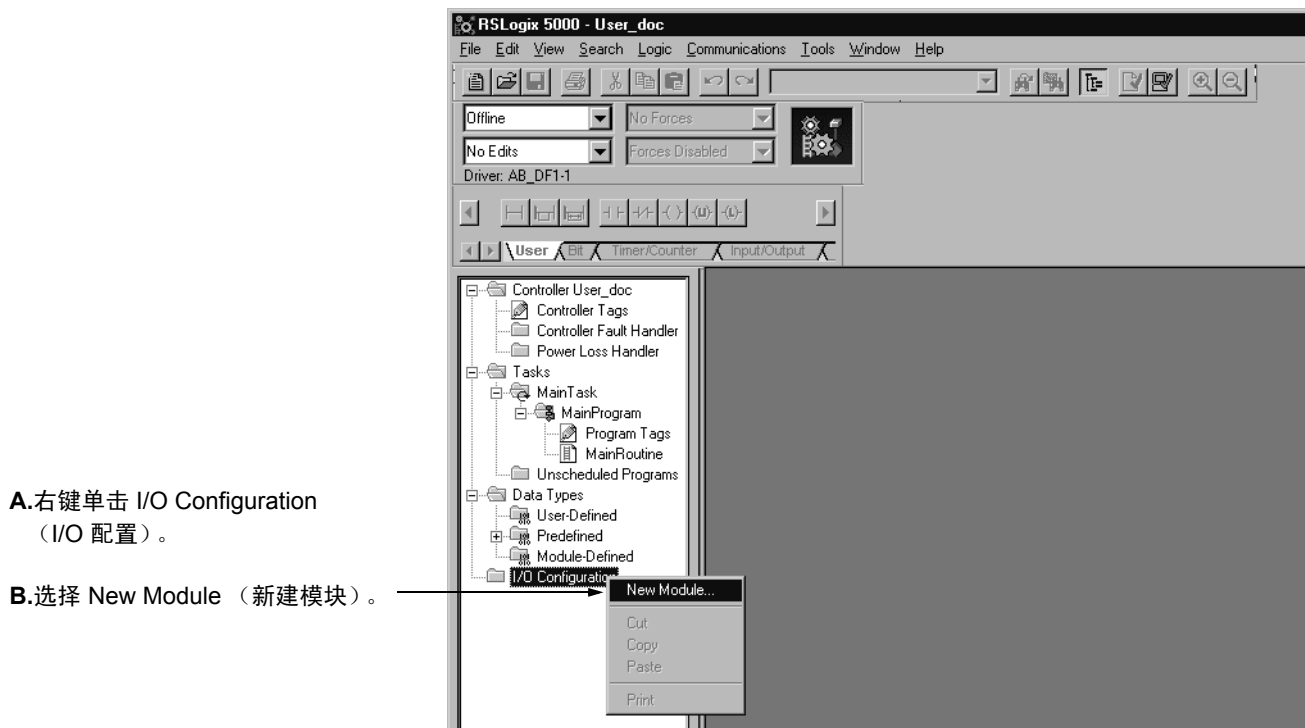 RSLogix 5000 - User_doc
File Edit View Search Logic Communications Tools Window Help
Offline
No Forces
No Edits
Forces Disabled
Driver: AB_DF1-1
User Bit Timer/Counter Input/Output
Controller User_doc
Controller Tags
Controller Fault Handler
Power Loss Handler
Tasks
MainTask
MainProgram
Program Tags
MainRoutine
Unscheduled Programs
Data Types
User-Defined
Predefined
Module-Defined
I/O Configuration
New Module...
Cut
Copy
Paste
Print
A.右键单击 I/O Configuration
（I/O 配置）。
B.选择 New Module （新建模块）。